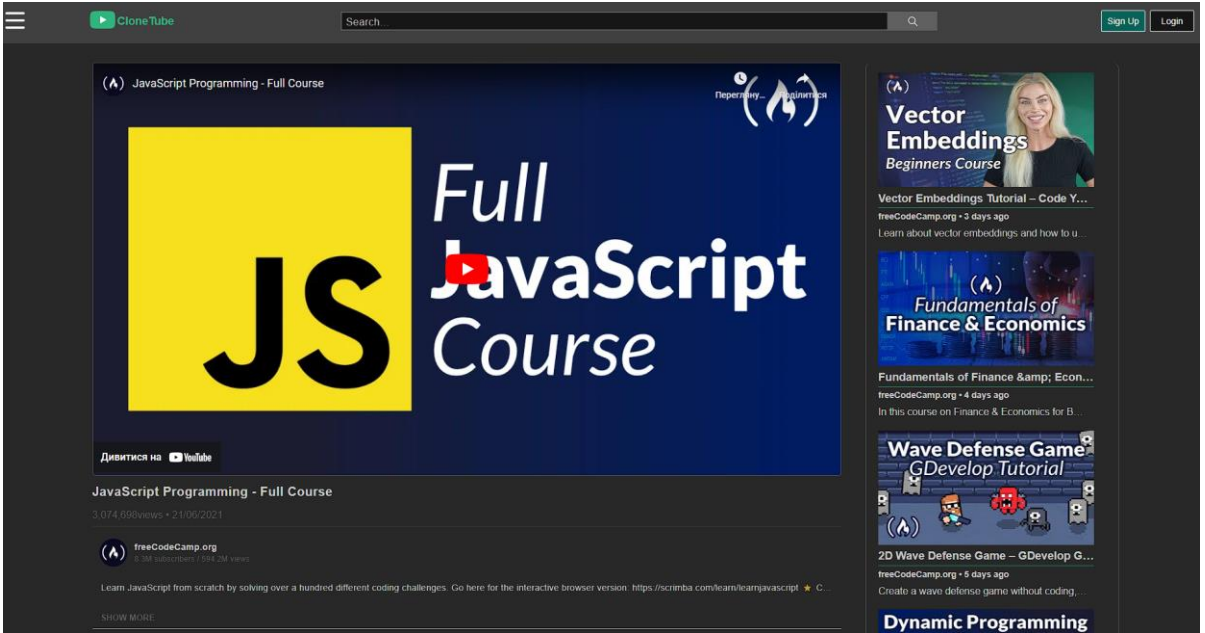 CloneTube
Search...
Sign Up
Login
JavaScript Programming - Full Course
Full
JavaScript
Course
JS
Дивитися на YouTube
JavaScript Programming - Full Course
3,074,690views • 21/06/2021
freeCodeCamp.org
8.3M subscribers / 594.2M views
Learn JavaScript from scratch by solving over a hundred different coding challenges. Go here for the interactive browser version: https://scrimba.com/learn/learnjavascript ★ C...
SHOW MORE
Vector
Embeddings
Beginners Course
Vector Embeddings Tutorial – Code Y...
freeCodeCamp.org • 3 days ago
Learn about vector embeddings and how to u...
Fundamentals of
Finance & Economics
Fundamentals of Finance &amp; Econ...
freeCodeCamp.org • 4 days ago
In this course on Finance & Economics for B...
Wave Defense Game
GDevelop Tutorial
2D Wave Defense Game – GDevelop G...
freeCodeCamp.org • 5 days ago
Create a wave defense game without coding,...
Dynamic Programming